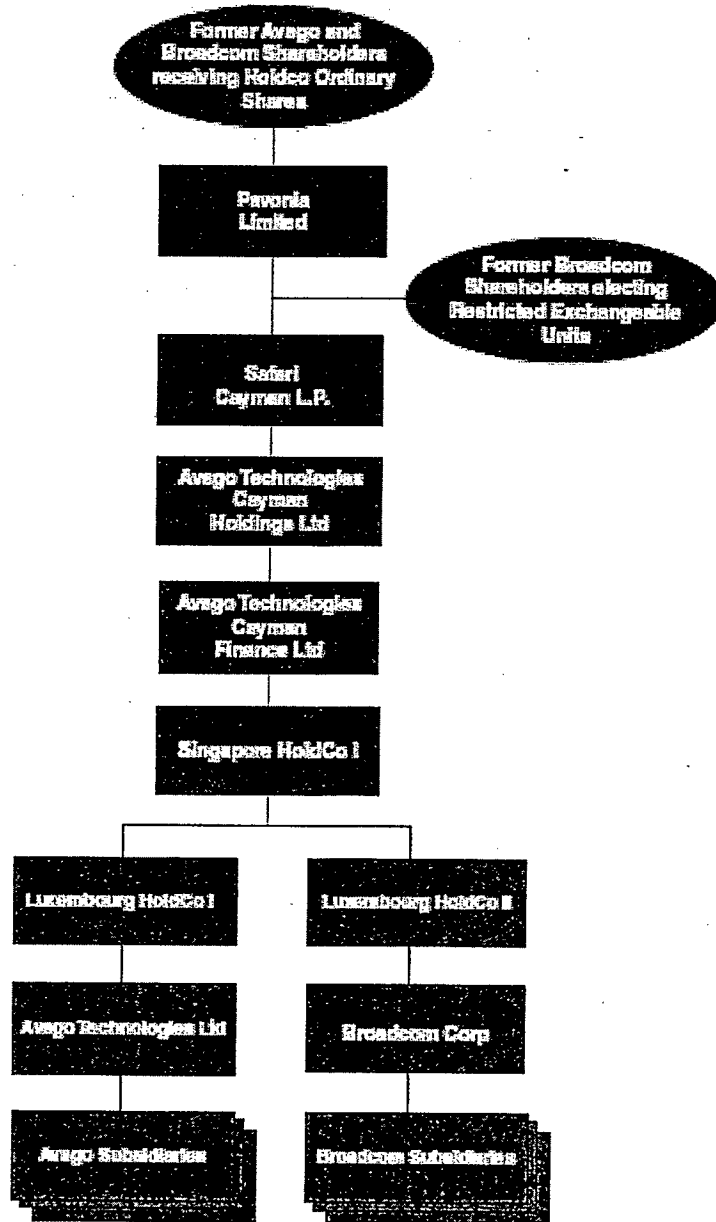 Former Avago and
Broadcom Shareholders
receiving Holdco Ordinary
Shares
Pavonia
Limited
Former Broadcom
Shareholders electing
Restricted Exchangeable
Units
Safari
Cayman L.P.
Avago Technologies
Cayman
Holdings Ltd
Avago Technologies
Cayman
Finance Ltd
Singapore HoldCo I
Luxembourg HoldCo I
Luxembourg HoldCo II
Avago Technologies Ltd
Broadcom Corp
Avago Subsidiaries
Broadcom Subsidiaries